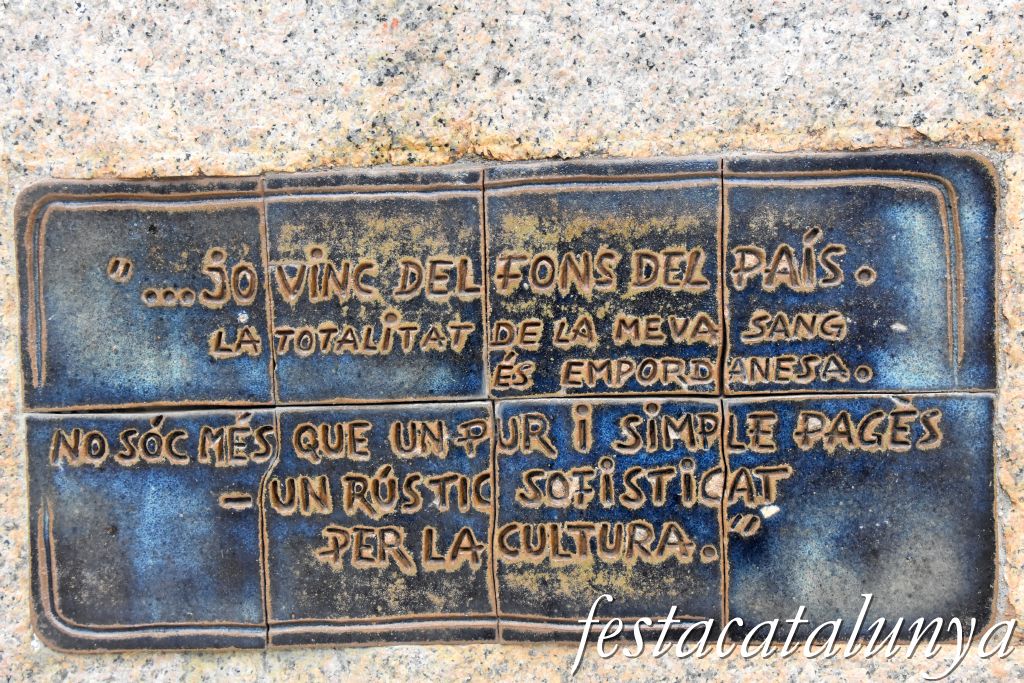 "...jo VINC DEL FONS DEL PAÍS.
LA TOTALITAT DE LA MEVA SANG
ÉS EMPORDANESA.
NO SÓC MÉS QUE UN PUR I SIMPLE PAGÈS
- UN RÚSTIC SOFISTICAT
PER LA CULTURA."
festacatalunya